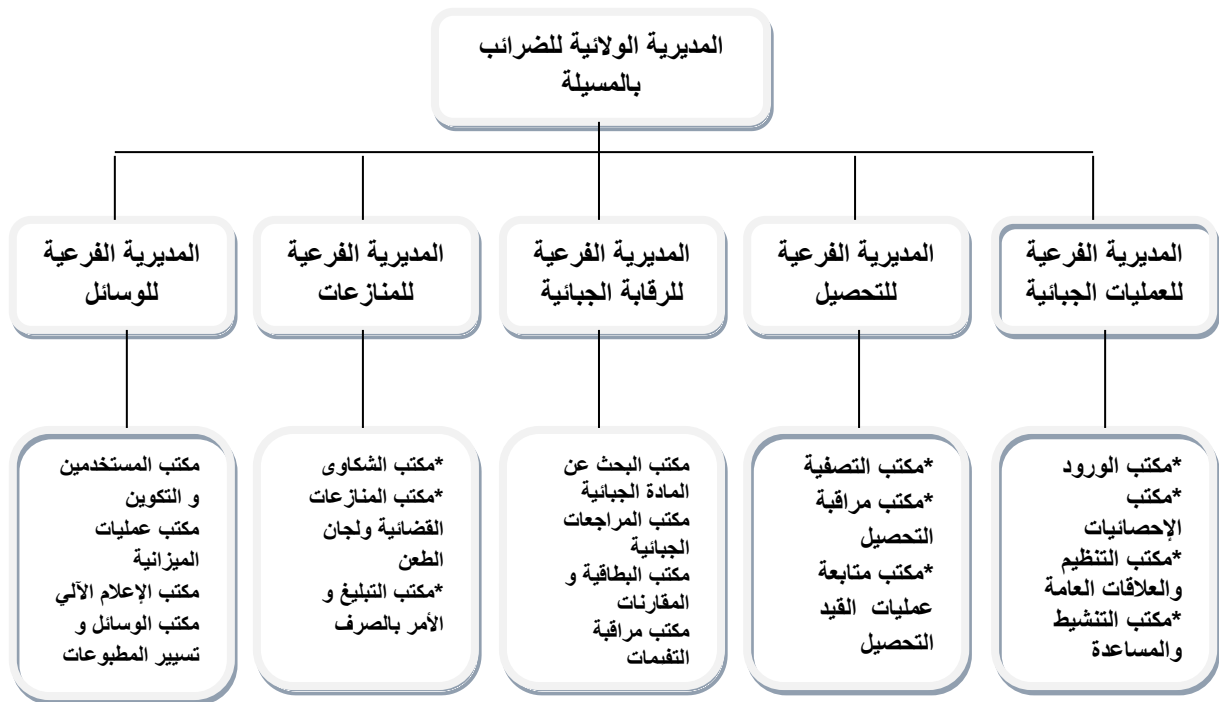 المديرية الولائية للضرائب
بالمسيلة
المديرية الفرعية
للعمليات الجبائية
المديرية الفرعية
للتحصيل
المديرية الفرعية
للرقابة الجبائية
المديرية الفرعية
للمنازعات
المديرية الفرعية
للوسائل
*مكتب الورود
*مكتب
الإحصائيات
*مكتب التنظيم
والعلاقات العامة
*مكتب التنشيط
والمساعدة
*مكتب التصفية
*مكتب مراقبة
التحصيل
*مكتب متابعة
عمليات القيد
التحصيل
مكتب البحث عن
المادة الجبائية
مكتب المراجعات
الجبائية
مكتب البطاقية و
المقارنات
مكتب مراقبة
التقيمات
*مكتب الشكاوى
*مكتب المنازعات
القضائية ولجان
الطعن
*مكتب التبليغ و
الأمر بالصرف
مكتب المستخدمين
و التكوين
مكتب عمليات
الميزانية
مكتب الإعلام الآلي
مكتب الوسائل و
تسيير المطبوعات